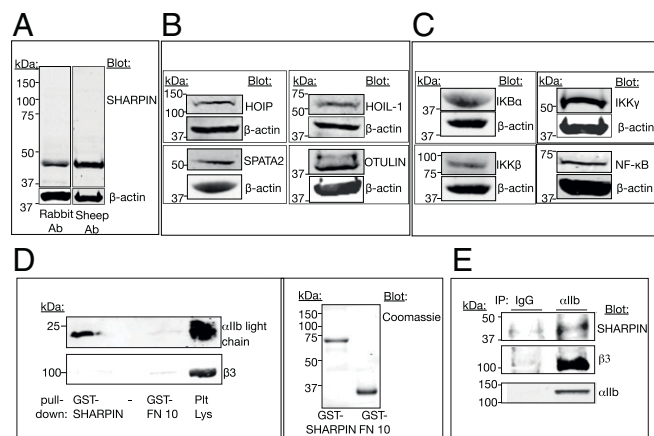 A
kDa:
Blot:
150
100
75
SHARPIN
50
37
β-actin
37
Rabbit Ab
Sheep Ab
B
kDa:
Blot:
150
100
HOIP
37
β-actin
50
SPATA2
37
β-actin
kDa:
Blot:
75
50
HOIL-1
37
β-actin
50
OTULIN
37
β-actin
C
kDa:
Blot:
37
IKBα
37
β-actin
100
75
IKKβ
37
β-actin
kDa:
Blot:
50
IKKγ
37
β-actin
75
NF-κB
37
β-actin
D
kDa:
25
αIIb light chain
100
β3
pull-down:
GST-SHARPIN
-
GST-FN 10
Plt Lys
kDa:
Blot:
150
100
75
Coomassie
50
37
GST-SHARPIN
GST-FN 10
E
IP: IgG αIIb
kDa:
Blot:
50
37
SHARPIN
100
β3
150
100
αIIb